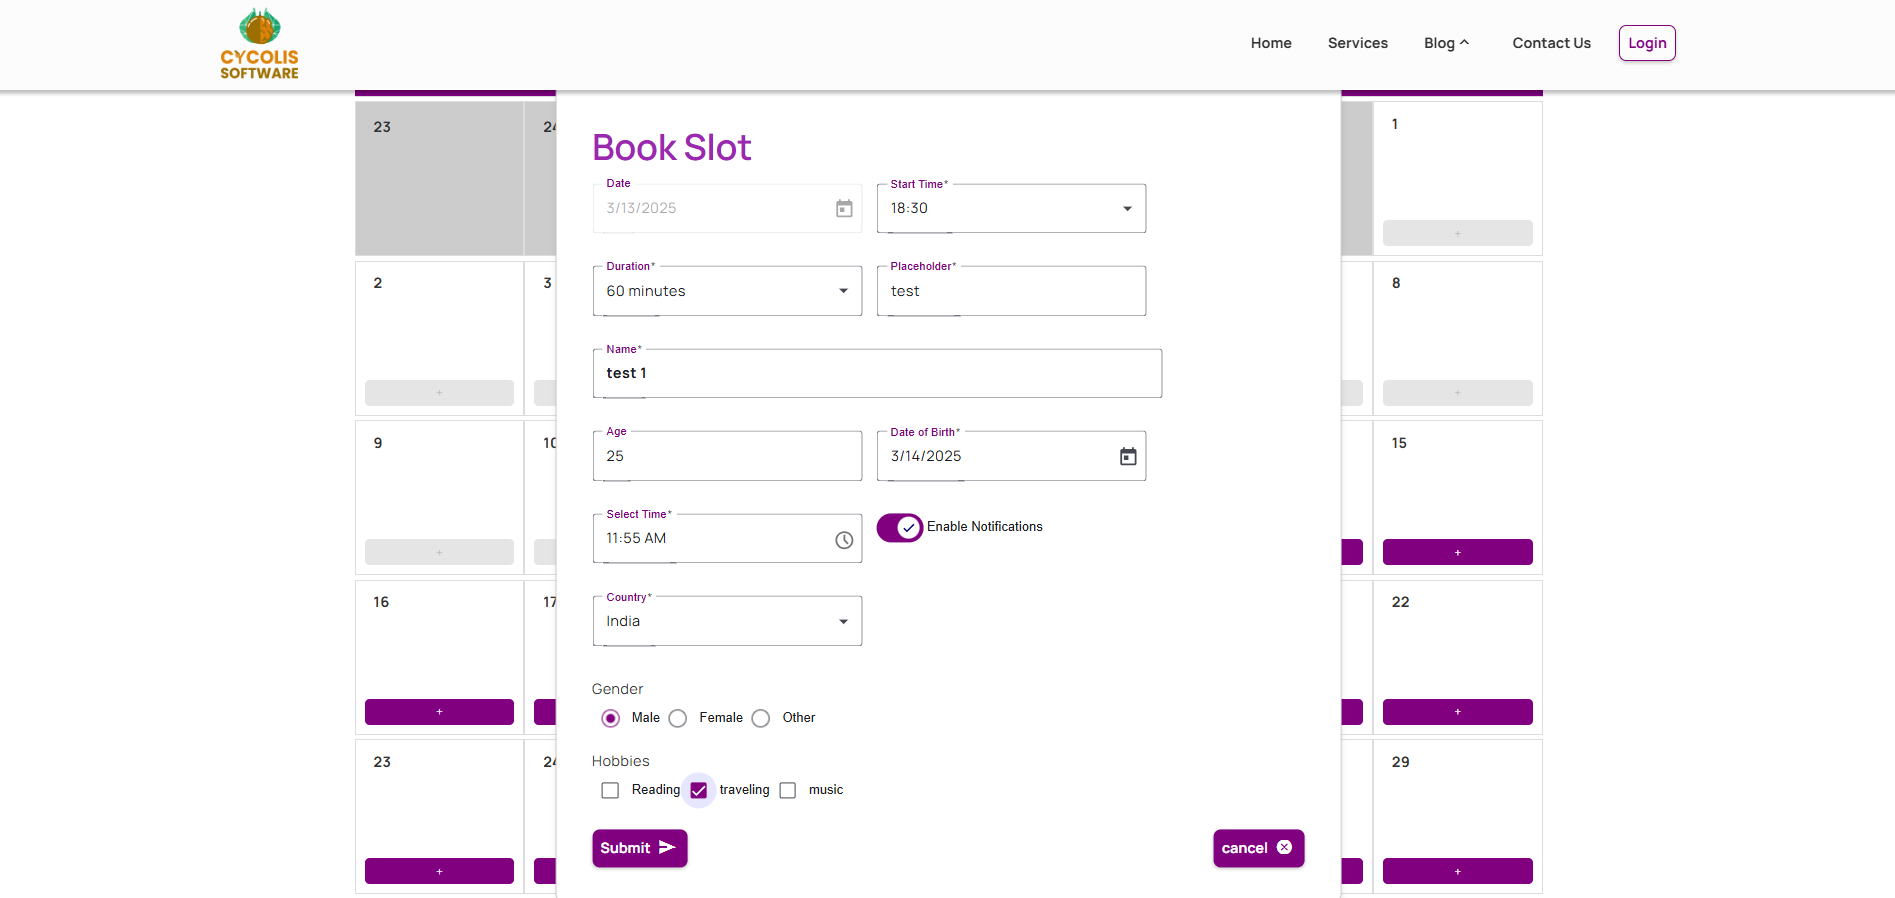 CYCOLIS
SOFTWARE
Home Services Blog Contact Us Login
23 24 1
Book Slot
Date
3/13/2025
Start Time*
18:30
+
2 3 8
Duration*
60 minutes
Placeholder*
test
Name*
test 1
+ +
9 10 15
Age
25
Date of Birth*
3/14/2025
Select Time*
11:55 AM
Enable Notifications
+ +
16 17 22
Country*
India
Gender
Male Female Other
+ +
23 24 29
Hobbies
Reading traveling music
Submit cancel
+ +